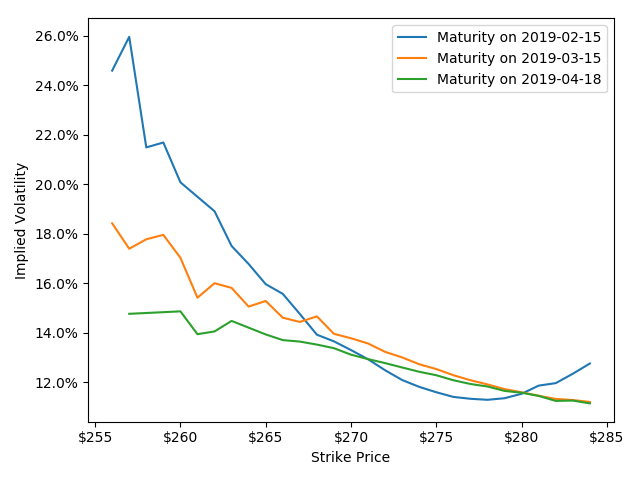 Maturity on 2019-02-15
Maturity on 2019-03-15
Maturity on 2019-04-18
26.0%
24.0%
22.0%
20.0%
18.0%
16.0%
14.0%
12.0%
Implied Volatility
$255 $260 $265 $270 $275 $280 $285
Strike Price